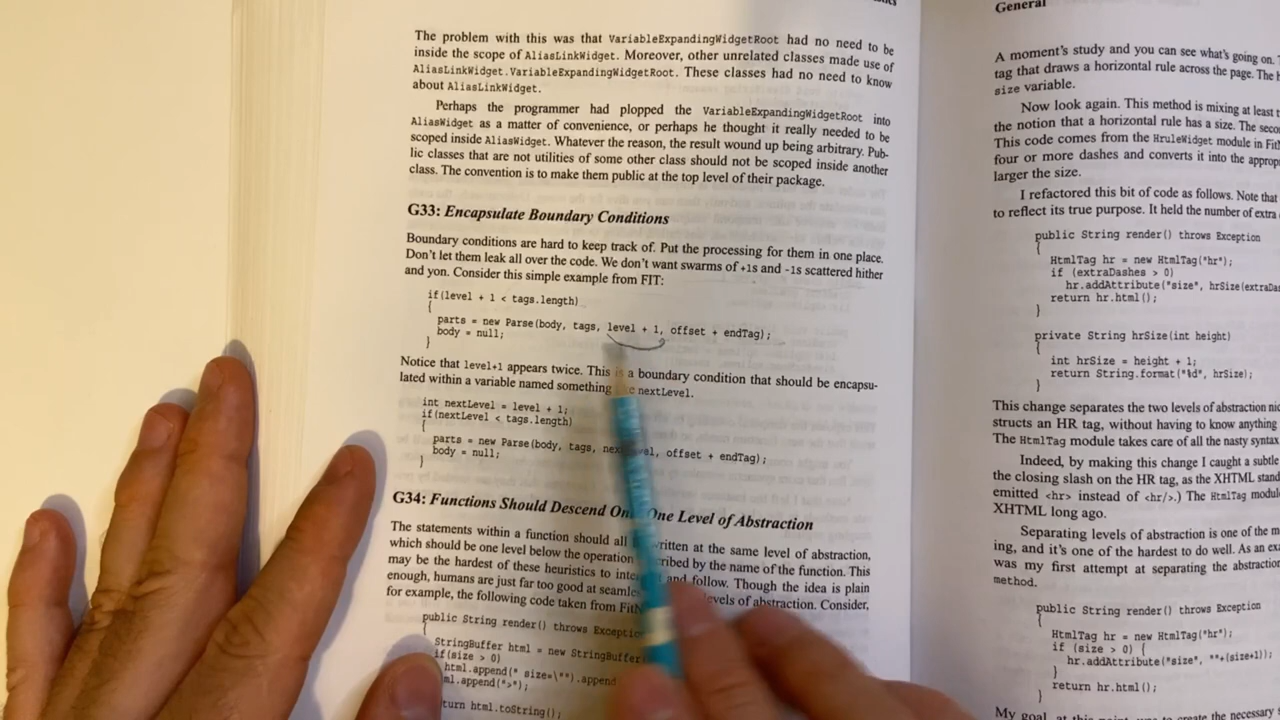 General
The problem with this was that VariableExpandingWidgetRoot had no need to be
inside the scope of AliasLinkWidget. Moreover, other unrelated classes made use of
AliasLinkWidget.VariableExpandingWidgetRoot. These classes had no need to know
about AliasLinkWidget.
Perhaps the programmer had plopped the VariableExpandingWidgetRoot into
AliasWidget as a matter of convenience, or perhaps he thought it really needed to be
scoped inside AliasWidget. Whatever the reason, the result wound up being arbitrary. Pub-
lic classes that are not utilities of some other class should not be scoped inside another
class. The convention is to make them public at the top level of their package.
G33: Encapsulate Boundary Conditions
Boundary conditions are hard to keep track of. Put the processing for them in one place.
Don't let them leak all over the code. We don't want swarms of +1s and -1s scattered hither
and yon. Consider this simple example from FIT:
if(level + 1 < tags.length)
{
parts = new Parse(body, tags, level + 1, offset + endTag);
body = null;
}
Notice that level+1 appears twice. This is a boundary condition that should be encapsu-
lated within a variable named something nextLevel.
int nextLevel = level + 1;
if(nextLevel < tags.length)
{
parts = new Parse(body, tags, offset + endTag);
body = null;
}
G34: Functions Should Descend One Level of Abstraction
The statements within a function should all written at the same level of abstraction,
which should be one level below the operation by the name of the function. This
may be the hardest of these heuristics to and follow. Though the idea is plain
enough, humans are just far too good at levels of abstraction. Consider,
for example, the following code taken from
public String render() throws Exception
{
StringBuffer html = new StringBuffer
if(size > 0)
html.append(" size=\"").append
html.toString();
A moment's study and you can see what's going on.
tag that draws a horizontal rule across the page. The
size variable.
Now look again. This method is mixing at least
the notion that a horizontal rule has a size. The
This code comes from the HruleWidget module in
four or more dashes and converts it into the
larger the size.
I refactored this bit of code as follows. Note that
to reflect its true purpose. It held the number of extra
public String render() throws Exception
{
HtmlTag hr = new HtmlTag("hr");
if (extraDashes > 0)
hr.addAttribute("size",
return hr.html();
}
private String hrSize(int height)
{
int hrSize = height + 1;
return String.format("%d", hrSize);
}
This change separates the two levels of abstraction
structs an HR tag, without having to know anything
The HtmlTag module takes care of all the nasty syntax
Indeed, by making this change I caught a subtle
the closing slash on the HR tag, as the XHTML
emitted <hr> instead of <hr/>.) The HtmlTag
XHTML long ago.
Separating levels of abstraction is one of the
ing, and it's one of the hardest to do well. As an
was my first attempt at separating the
method.
public String render() throws Exception
{
HtmlTag hr = new HtmlTag("hr");
if (size > 0) {
hr.addAttribute("size", ""+(size+1));
}
return hr.html();
}
My goal, at this point, was to create the necessary